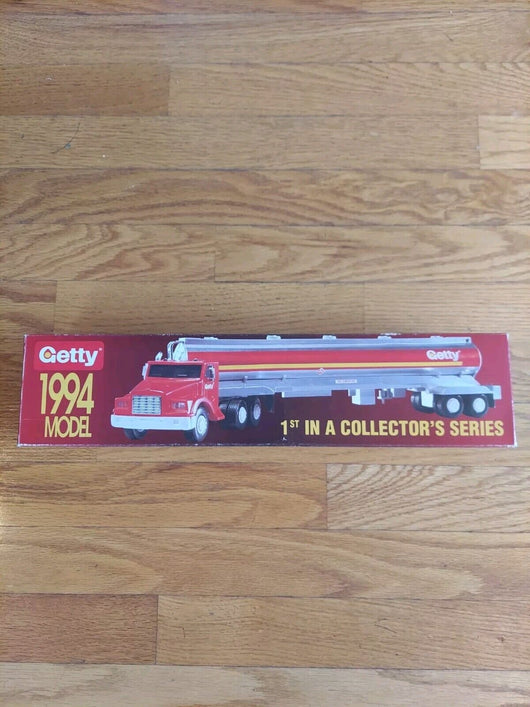 Getty
1994
MODEL
Getty
1ST IN A COLLECTOR'S SERIES